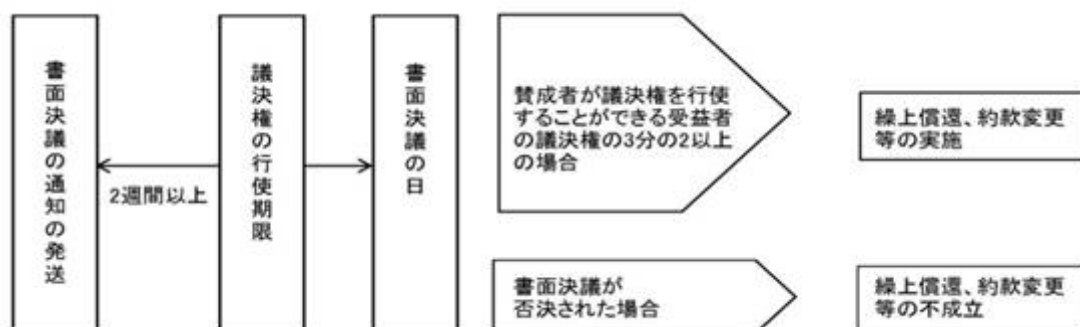 書面決議の通知の発送
2週間以上
議決権の行使期限
書面決議の日
賛成者が議決権を行使
することができる受益者
の議決権の3分の2以上
の場合
繰上償還、約款変更
等の実施
書面決議が
否決された場合
繰上償還、約款変更
等の不成立